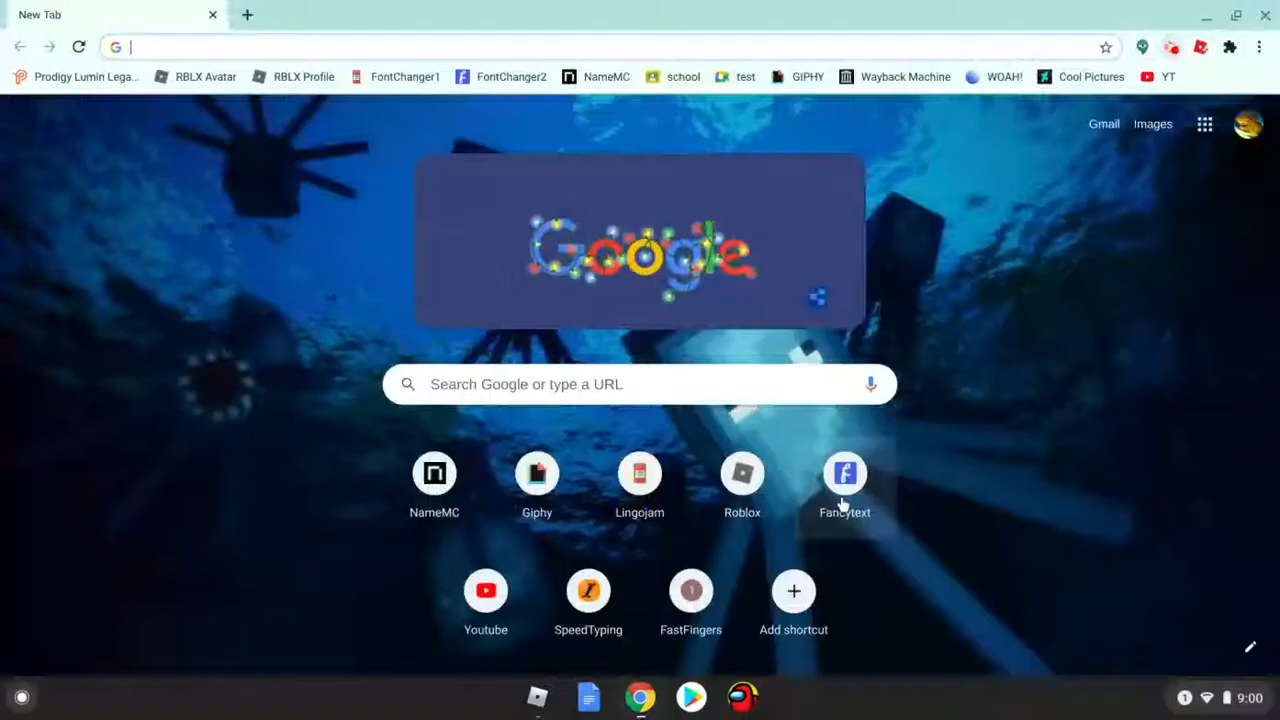 New Tab
Prodigy Lumin Lega... RBLX Avatar RBLX Profile FontChanger1 FontChanger2 NameMC school test GIPHY Wayback Machine WOAH! Cool Pictures YT
Gmail Images
Google
Search Google or type a URL
NameMC Giphy Lingojam Roblox Fancytext
Youtube SpeedTyping FastFingers Add shortcut
1 9:00